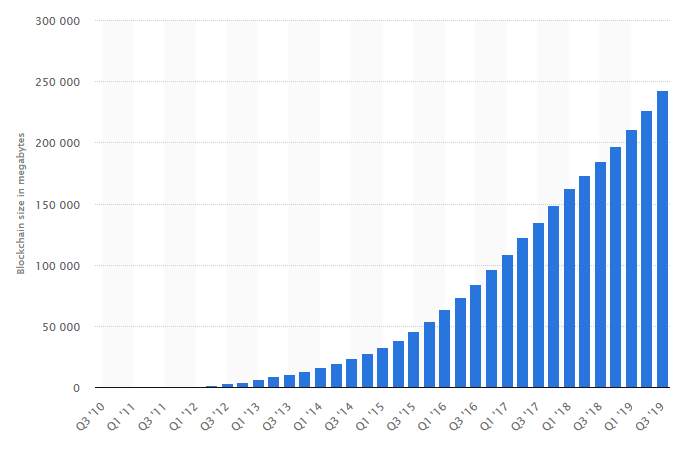 300 000
250 000
200 000
150 000
100 000
50 000
0
Blockchain size in megabytes
Q3 '10
Q1 '11
Q3 '11
Q1 '12
Q3 '12
Q1 '13
Q3 '13
Q1 '14
Q3 '14
Q1 '15
Q3 '15
Q1 '16
Q3 '16
Q1 '17
Q3 '17
Q1 '18
Q3 '18
Q1 '19
Q3 '19